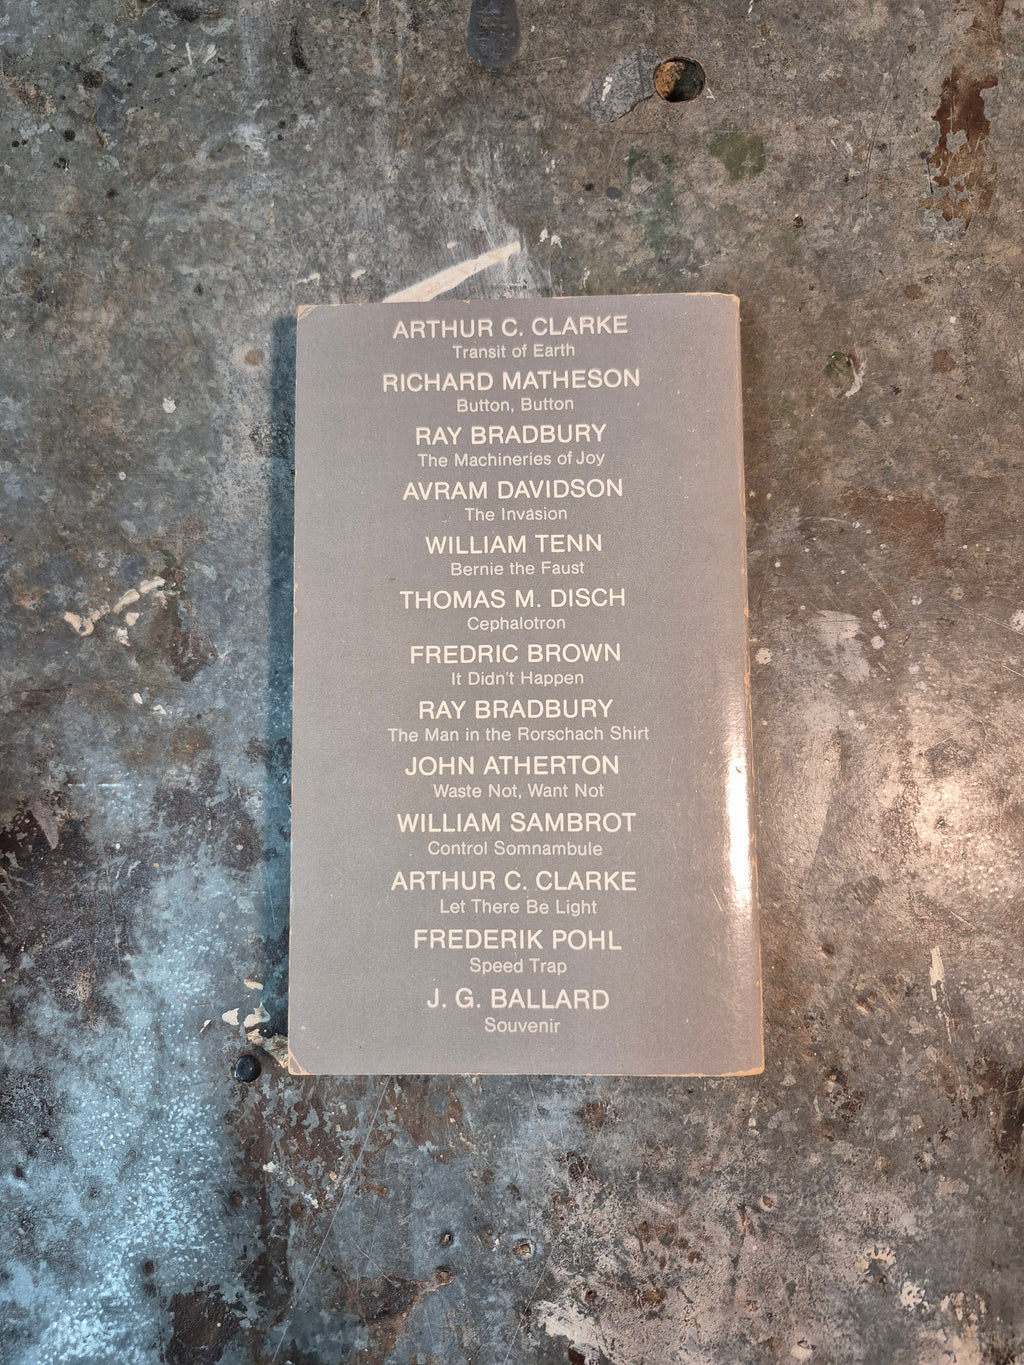 ARTHUR C. CLARKE
Transit of Earth
RICHARD MATHESON
Button, Button
RAY BRADBURY
The Machineries of Joy
AVRAM DAVIDSON
The Invasion
WILLIAM TENN
Bernie the Faust
THOMAS M. DISCH
Cephalotron
FREDRIC BROWN
It Didn't Happen
RAY BRADBURY
The Man in the Rorschach Shirt
JOHN ATHERTON
Waste Not, Want Not
WILLIAM SAMBROT
Control Somnambule
ARTHUR C. CLARKE
Let There Be Light
FREDERIK POHL
Speed Trap
J. G. BALLARD
Souvenir